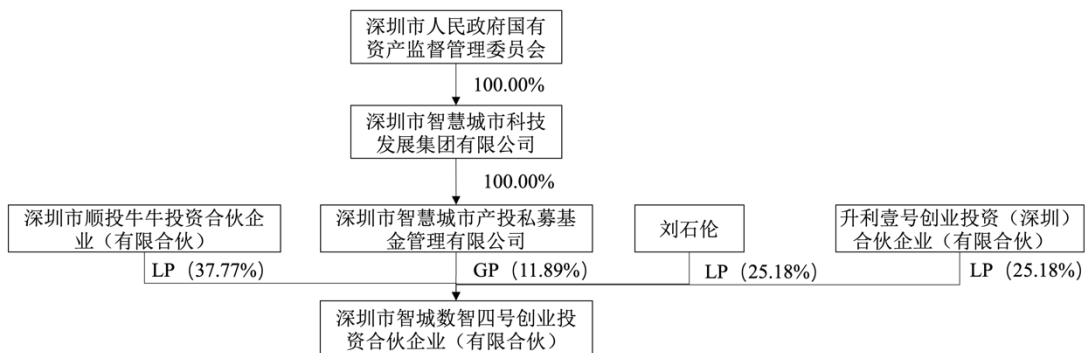 深圳市人民政府国有
资产监督管理委员会
100.00%
深圳市智慧城市科技
发展集团有限公司
100.00%
深圳市顺投牛牛投资合伙企
业（有限合伙）
深圳市智慧城市产投私募基
金管理有限公司
刘石伦
升利壹号创业投资（深圳）
合伙企业（有限合伙）
LP（37.77%）
GP（11.89%）
LP（25.18%）
LP（25.18%）
深圳市智城数智四号创业投
资合伙企业（有限合伙）